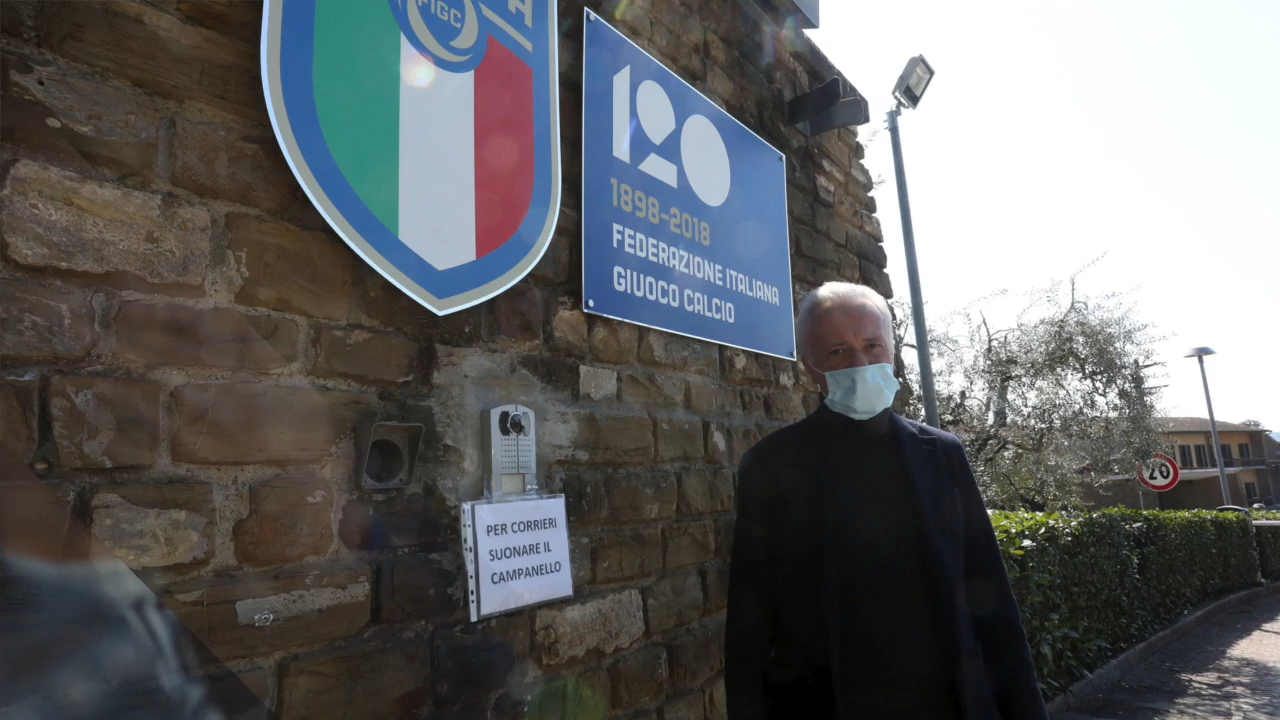 FIGC
120
1898-2018
FEDERAZIONE ITALIANA
GIUOCO CALCIO
PER CORRIERI
SUONARE IL
CAMPANELLO
20